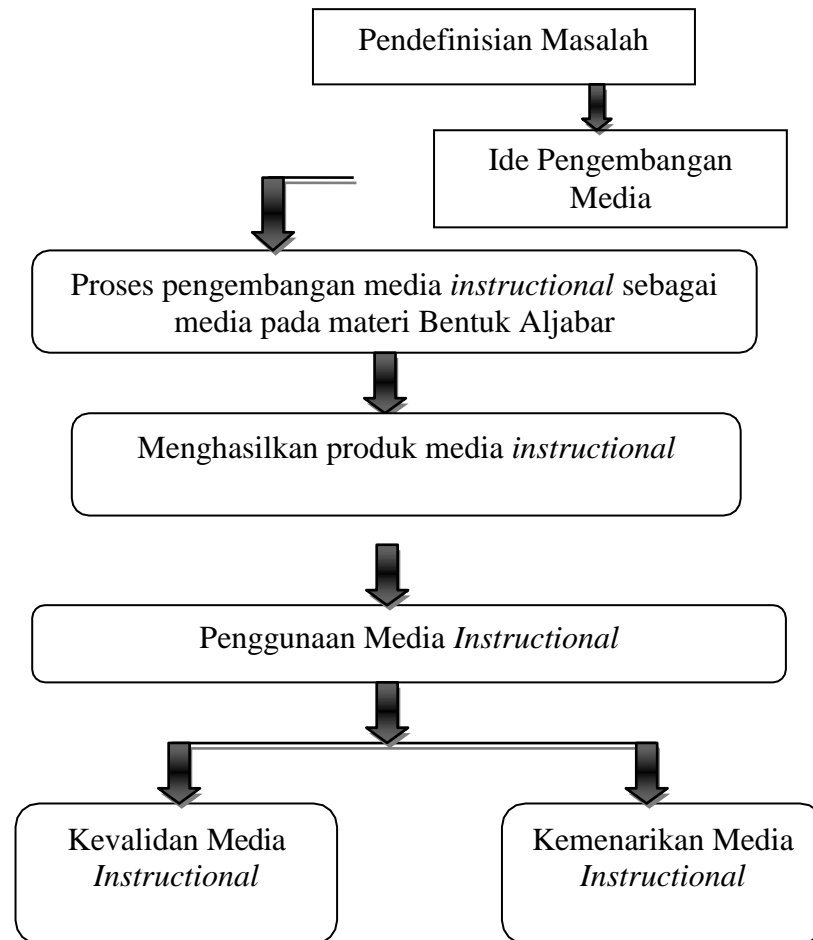 Pendefinisian Masalah
Ide Pengembangan
Media
Proses pengembangan media instructional sebagai
media pada materi Bentuk Aljabar
Menghasilkan produk media instructional
Penggunaan Media Instructional
Kevalidan Media
Instructional
Kemenarikan Media
Instructional